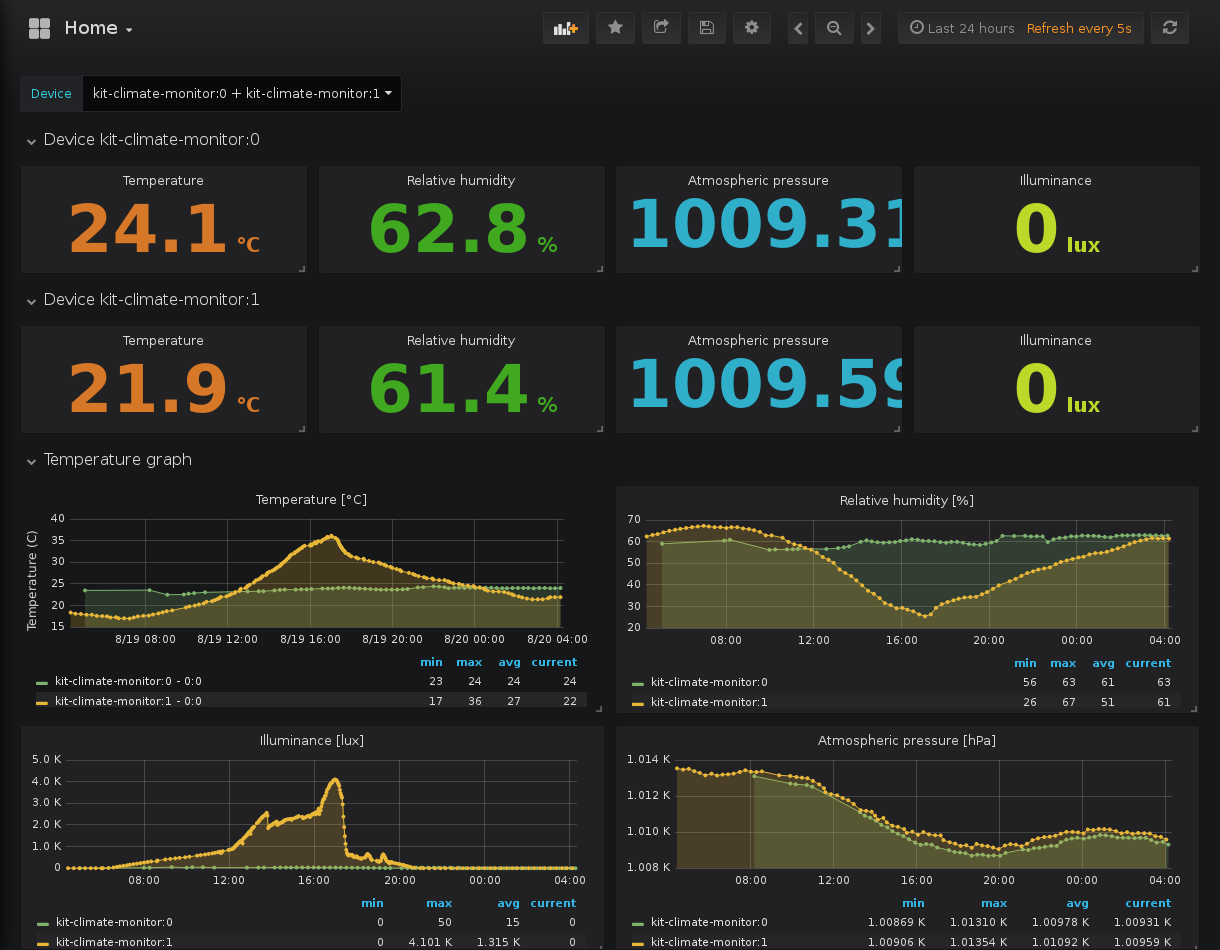 Home
Last 24 hours Refresh every 5s
Device kit-climate-monitor:0 + kit-climate-monitor:1
Device kit-climate-monitor:0
Temperature
24.1 °C
Relative humidity
62.8 %
Atmospheric pressure
1009.31
Illuminance
0 lux
Device kit-climate-monitor:1
Temperature
21.9 °C
Relative humidity
61.4 %
Atmospheric pressure
1009.59
Illuminance
0 lux
Temperature graph
Temperature [°C]
Temperature (C)
40
35
30
25
20
15
8/19 08:00 8/19 12:00 8/19 16:00 8/19 20:00 8/20 00:00 8/20 04:00
min max avg current
kit-climate-monitor:0 - 0:0 23 24 24 24
kit-climate-monitor:1 - 0:0 17 36 27 22
Relative humidity [%]
70
60
50
40
30
20
08:00 12:00 16:00 20:00 00:00 04:00
min max avg current
kit-climate-monitor:0 56 63 61 63
kit-climate-monitor:1 26 67 51 61
Illuminance [lux]
5.0 K
4.0 K
3.0 K
2.0 K
1.0 K
0
08:00 12:00 16:00 20:00 00:00 04:00
min max avg current
kit-climate-monitor:0 0 50 15 0
kit-climate-monitor:1 0 4.101 K 1.315 K 0
Atmospheric pressure [hPa]
1.014 K
1.012 K
1.010 K
1.008 K
08:00 12:00 16:00 20:00 00:00 04:00
min max avg current
kit-climate-monitor:0 1.00869 K 1.01310 K 1.00978 K 1.00931 K
kit-climate-monitor:1 1.00906 K 1.01354 K 1.01092 K 1.00959 K